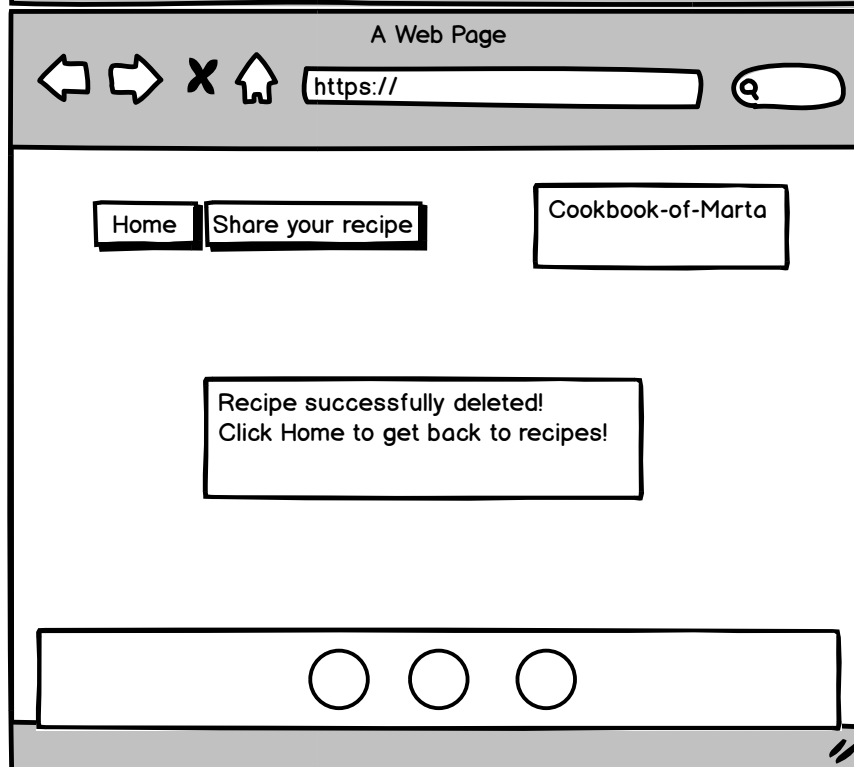 A Web Page
https://
Home
Share your recipe
Cookbook-of-Marta
Recipe successfully deleted!
Click Home to get back to recipes!